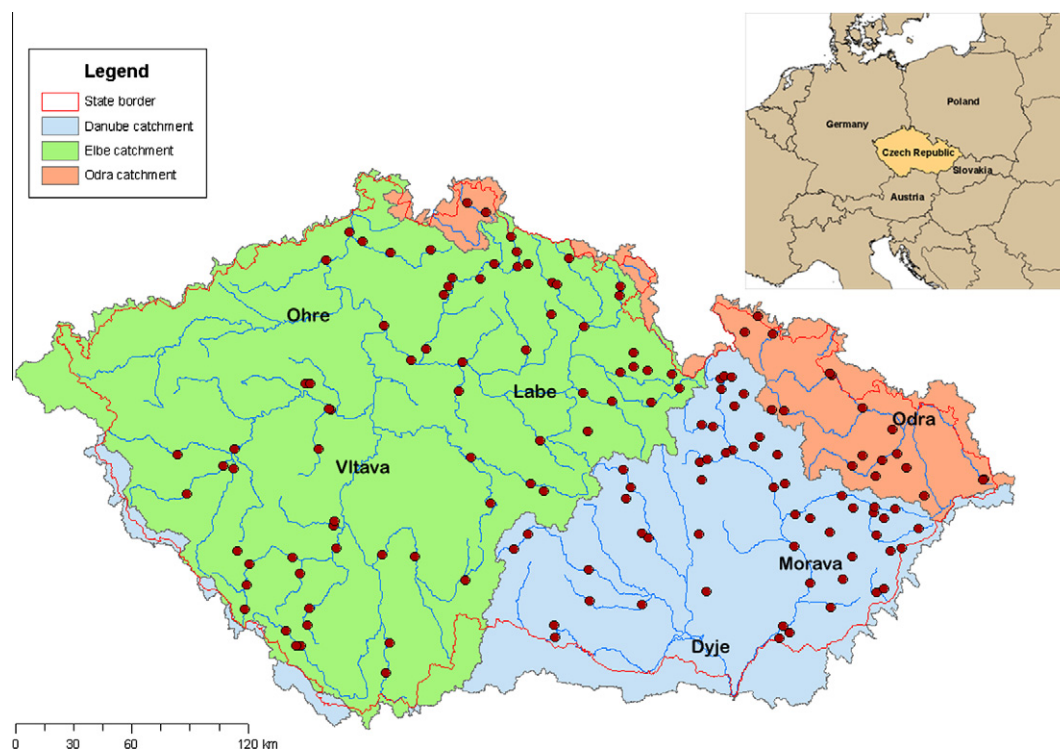 Legend
State border
Danube catchment
Elbe catchment
Odra catchment
Poland
Germany
Czech Republic
Slovakia
Austria
Ohre
Labe
Vltava
Odra
Morava
Dyje
0 30 60 120 km